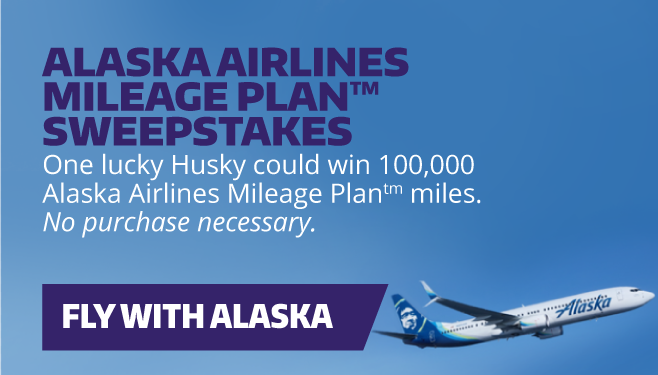 ALASKA AIRLINES
MILEAGE PLAN™
SWEEPSTAKES
One lucky Husky could win 100,000
Alaska Airlines Mileage Planᵗᵐ miles.
No purchase necessary.
FLY WITH ALASKA
Alaska